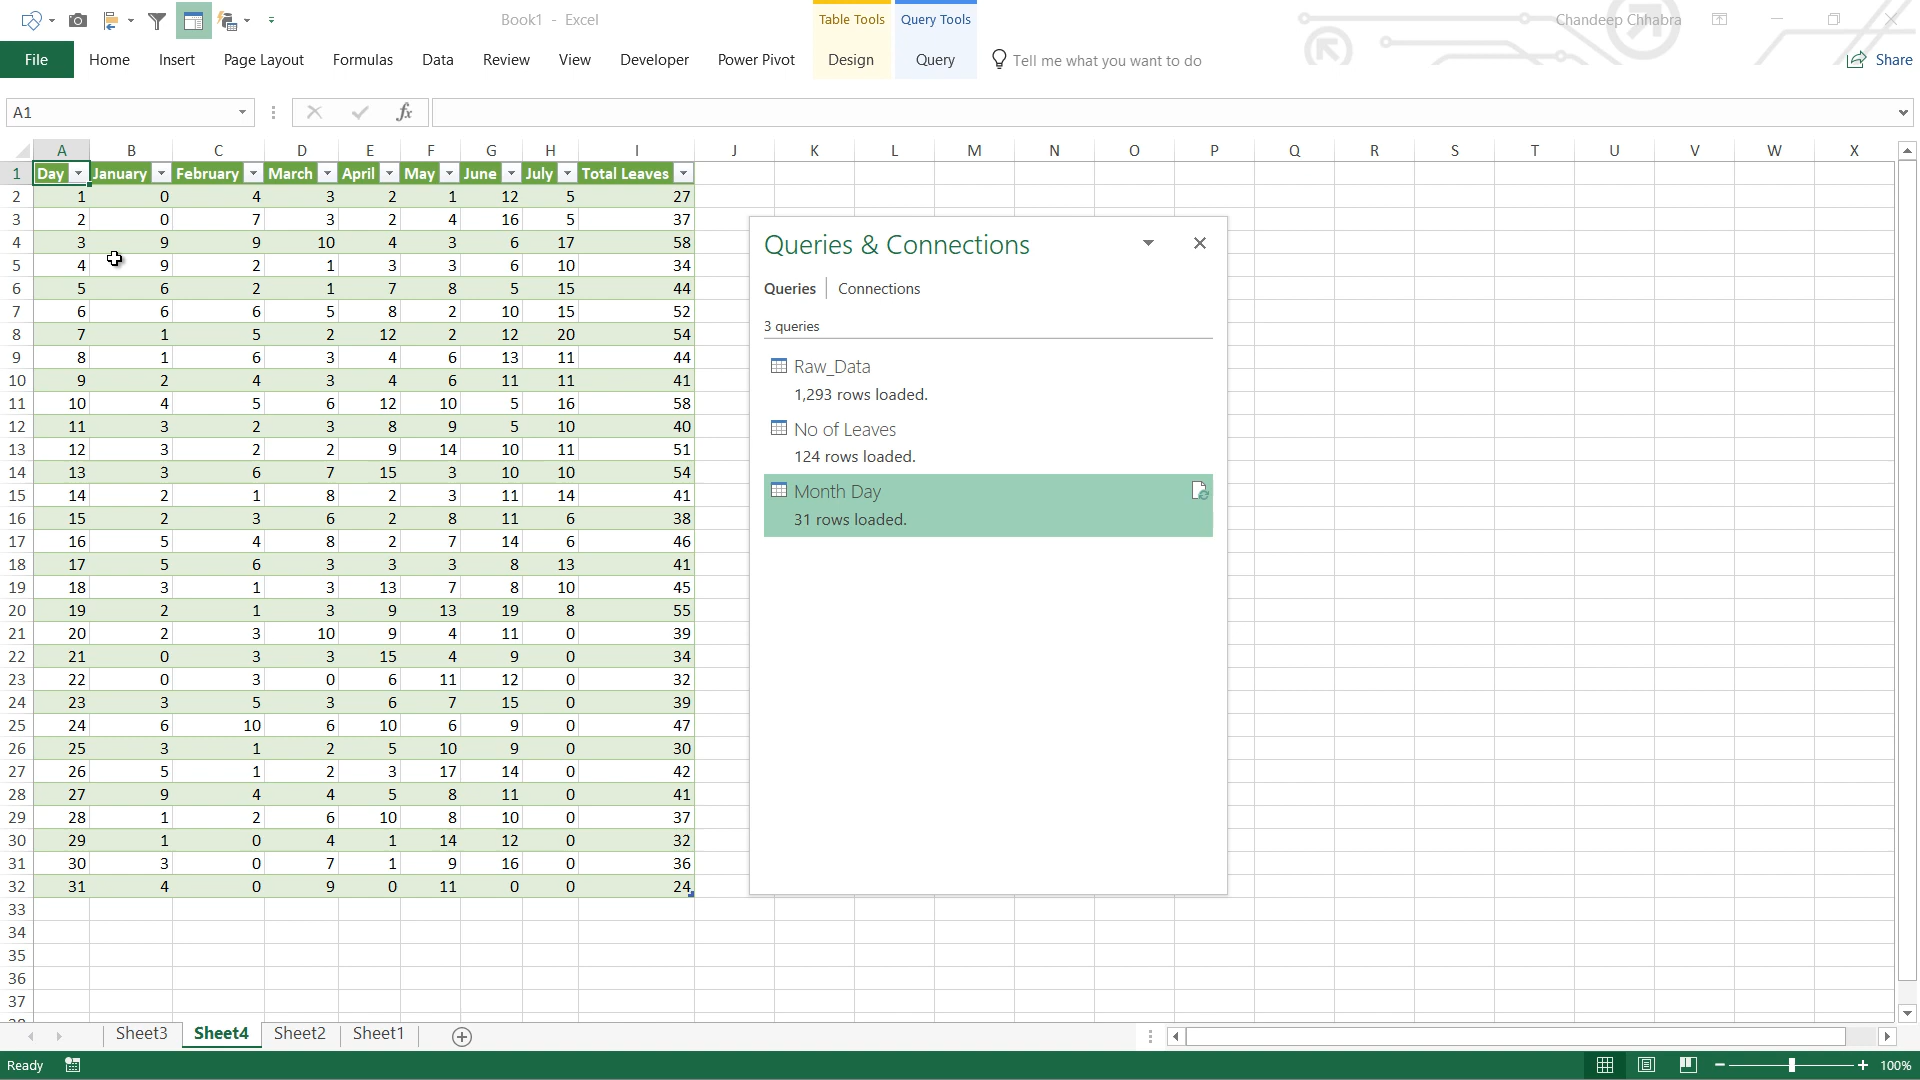 Book1 - Excel
Table Tools
Query Tools
Chandeep Chhabra
File Home Insert Page Layout Formulas Data Review View Developer Power Pivot Design Query Tell me what you want to do Share
A1 fx
A B C D E F G H I J K L M N O P Q R S T U V W X
1 Day January February March April May June July Total Leaves
2 1 0 4 3 2 1 12 5 27
3 2 0 7 3 2 4 16 5 37
4 3 9 9 10 4 3 6 17 58
5 4 9 2 1 3 3 6 10 34
6 5 6 2 1 7 8 5 15 44
7 6 6 6 5 8 2 10 15 52
8 7 1 5 2 12 2 12 20 54
9 8 1 6 3 4 6 13 11 44
10 9 2 4 3 4 6 11 11 41
11 10 4 5 6 12 10 5 16 58
12 11 3 2 3 8 9 5 10 40
13 12 3 2 2 9 14 10 11 51
14 13 3 6 7 15 3 10 10 54
15 14 2 1 8 2 3 11 14 41
16 15 2 3 6 2 8 11 6 38
17 16 5 4 8 2 7 14 6 46
18 17 5 6 3 3 3 8 13 41
19 18 3 1 3 13 7 8 10 45
20 19 2 1 3 9 13 19 8 55
21 20 2 3 10 9 4 11 0 39
22 21 0 3 3 15 4 9 0 34
23 22 0 3 0 6 11 12 0 32
24 23 3 5 3 6 7 15 0 39
25 24 6 10 6 10 6 9 0 47
26 25 3 1 2 5 10 9 0 30
27 26 5 1 2 3 17 14 0 42
28 27 9 4 4 5 8 11 0 41
29 28 1 2 6 10 8 10 0 37
30 29 1 0 4 1 14 12 0 32
31 30 3 0 7 1 9 16 0 36
32 31 4 0 9 0 11 0 0 24
33
34
35
36
37
Queries & Connections
Queries Connections
3 queries
Raw_Data
1,293 rows loaded.
No of Leaves
124 rows loaded.
Month Day
31 rows loaded.
Sheet3 Sheet4 Sheet2 Sheet1
Ready 100%